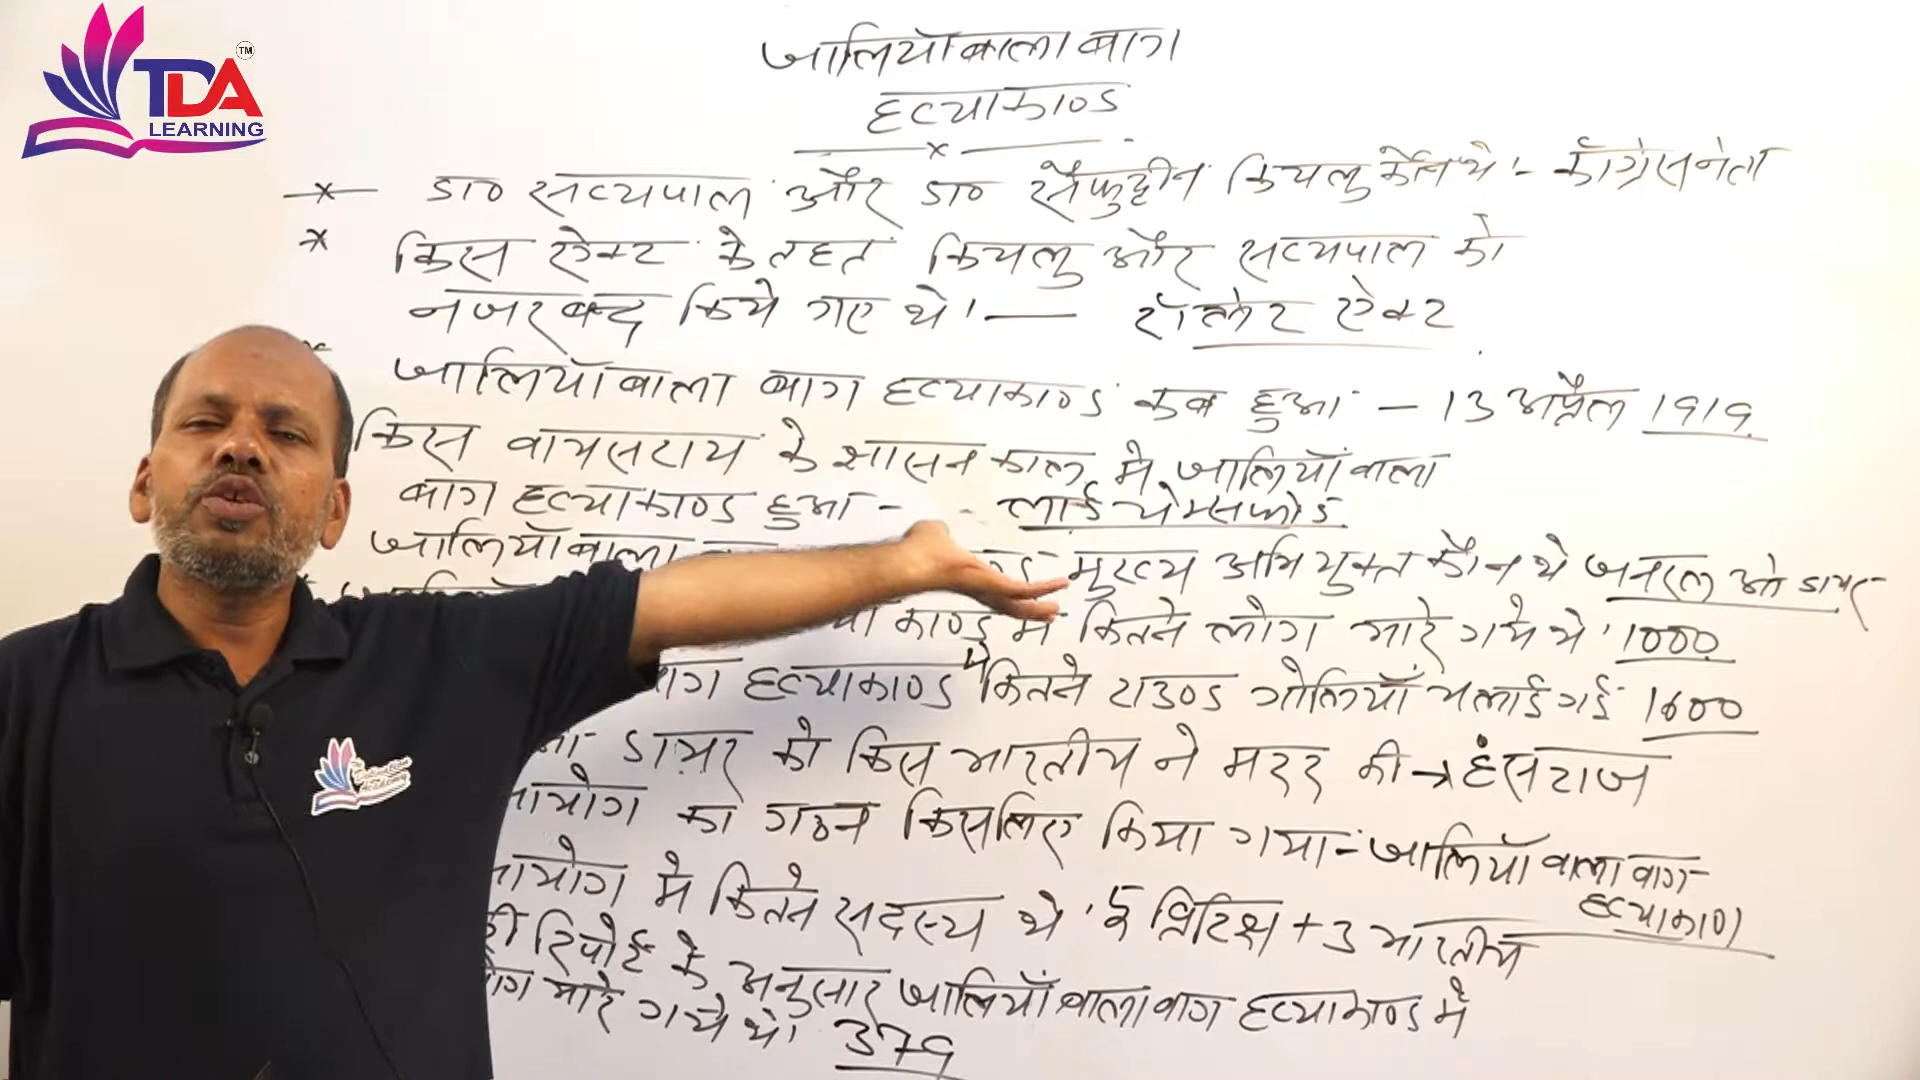 TDA
TM
LEARNING
जालियाँवाला बाग
हत्याकाण्ड
डा० सत्यपाल और डा० सैफुद्दीन किचलु कौन थे :- काँग्रेस नेता
किस ऐक्ट के तहत किचलु और सत्यपाल को
नजरबन्द किये गए थे। — रॉलेट ऐक्ट
जालियाँवाला बाग हत्याकाण्ड कब हुआ - 13 अप्रैल 1919
किस वायसराय के शासन काल में जालियाँवाला
बाग हत्याकाण्ड हुआ - लार्ड चेम्सफोर्ड
जालियाँवाला मुख्य अभियुक्त कौन थे जनरल ओ डायर
काण्ड में कितने लोग मारे गये थे 1000
बाग हत्याकाण्ड में कितने राउण्ड गोलियाँ चलाई गई 1600
डायर को किस भारतीय ने मदद की → हंसराज
आयोग का गठन किसलिए किया गया - जालियाँवाला बाग
हत्याकाण्ड
आयोग में कितने सदस्य थे 5 ब्रिटिश + 3 भारतीय
रिपोर्ट के अनुसार जालियाँवाला बाग हत्याकाण्ड में
मारे गये थे। 379